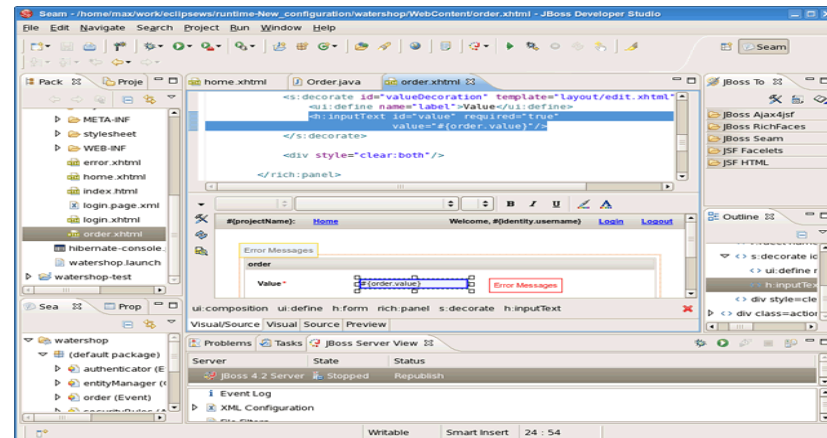 Seam - /home/max/work/eclipsews/runtime-New_configuration/watershop/WebContent/order.xhtml - JBoss Developer Studio
File Edit Navigate Search Project Run Window Help
Seam
Pack Proje
META-INF
stylesheet
WEB-INF
error.xhtml
home.xhtml
index.html
login.page.xml
login.xhtml
order.xhtml
hibernate-console.
watershop.launch
watershop-test
Sea Prop
watershop
(default package)
authenticator (E
entityManager (
order (Event)
home.xhtml Order.java order.xhtml
<s:decorate id="valueDecoration" template="layout/edit.xhtml"
<ui:define name="label">Value</ui:define>
<h:inputText id="value" required="true"
value="#{order.value}"/>
</s:decorate>
<div style="clear:both"/>
</rich:panel>
B I U A
#{projectName}: Home Welcome, #{identity.username} Login Logout
Error Messages
order
Value* #{order.value} Error Messages
ui:composition ui:define h:form rich:panel s:decorate h:inputText
Visual/Source Visual Source Preview
Problems Tasks JBoss Server View
Server State Status
JBoss 4.2 Server Stopped Republish
Event Log
XML Configuration
JBoss To
JBoss Ajax4jsf
JBoss RichFaces
JBoss Seam
JSF Facelets
JSF HTML
Outline
s:decorate id
ui:define r
h:inputTex
div style=cle
div class=action
Writable Smart Insert 24 : 54